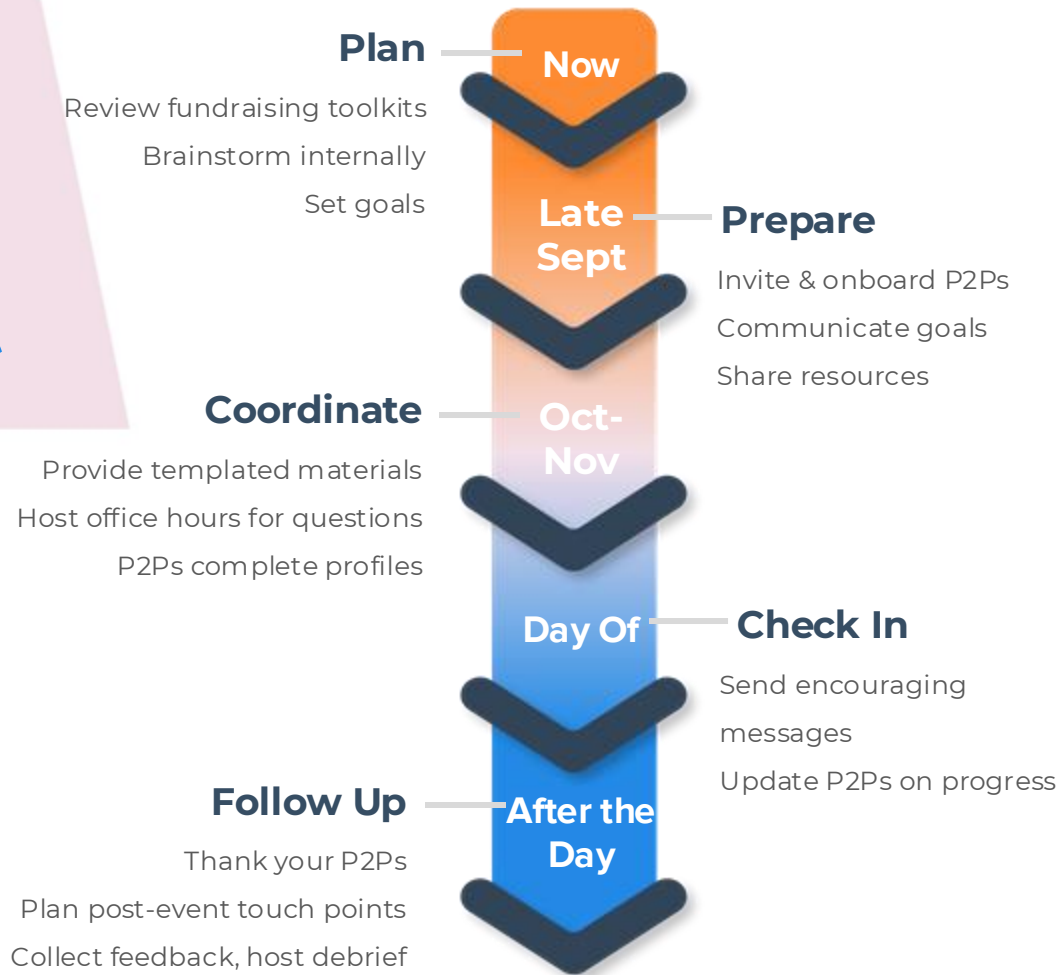 Plan
Now
Review fundraising toolkits
Brainstorm internally
Set goals
Late
Sept
Prepare
Invite & onboard P2Ps
Communicate goals
Share resources
Coordinate
Oct-
Nov
Provide templated materials
Host office hours for questions
P2Ps complete profiles
Day Of
Check In
Send encouraging
messages
Update P2Ps on progress
Follow Up
After the
Day
Thank your P2Ps
Plan post-event touch points
Collect feedback, host debrief